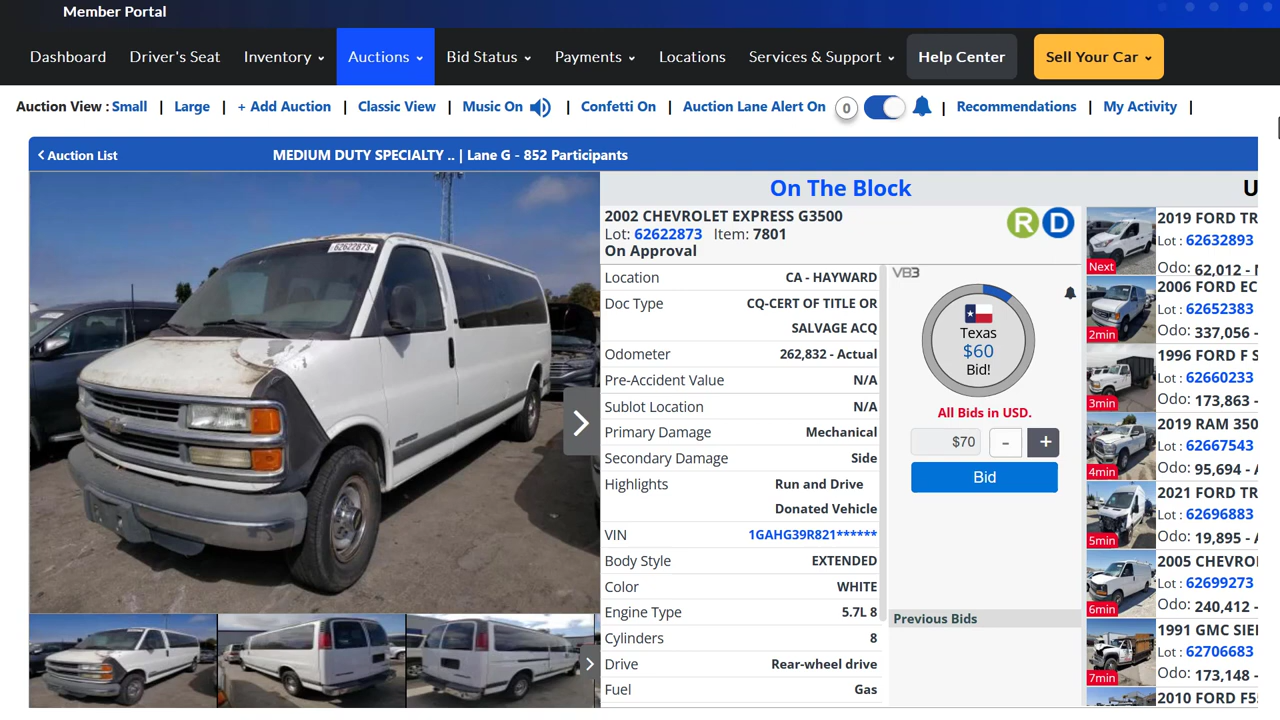 Member Portal
Dashboard Driver's Seat Inventory Auctions Bid Status Payments Locations Services & Support Help Center Sell Your Car
Auction View : Small | Large | + Add Auction | Classic View | Music On | Confetti On | Auction Lane Alert On 0 | Recommendations | My Activity |
Auction List
MEDIUM DUTY SPECIALTY .. | Lane G - 852 Participants
62622873
On The Block
2002 CHEVROLET EXPRESS G3500
Lot: 62622873 Item: 7801
On Approval
R D
Location CA - HAYWARD
Doc Type CQ-CERT OF TITLE OR
SALVAGE ACQ
Odometer 262,832 - Actual
Pre-Accident Value N/A
Sublot Location N/A
Primary Damage Mechanical
Secondary Damage Side
Highlights Run and Drive
Donated Vehicle
VIN 1GAHG39R821******
Body Style EXTENDED
Color WHITE
Engine Type 5.7L 8
Cylinders 8
Drive Rear-wheel drive
Fuel Gas
VB3
Texas
$60
Bid!
All Bids in USD.
$70 - +
Bid
Previous Bids
U
2019 FORD TR
Lot : 62632893
Odo: 62,012 -
Next
2006 FORD EC
Lot : 62652383
Odo: 337,056 -
2min
1996 FORD F S
Lot : 62660233
Odo: 173,863 -
3min
2019 RAM 350
Lot : 62667543
Odo: 95,694 - A
4min
2021 FORD TR
Lot : 62696883
Odo: 19,895 - A
5min
2005 CHEVRO
Lot : 62699273
Odo: 240,412 -
6min
1991 GMC SIE
Lot : 62706683
Odo: 173,148 -
7min
2010 FORD F5